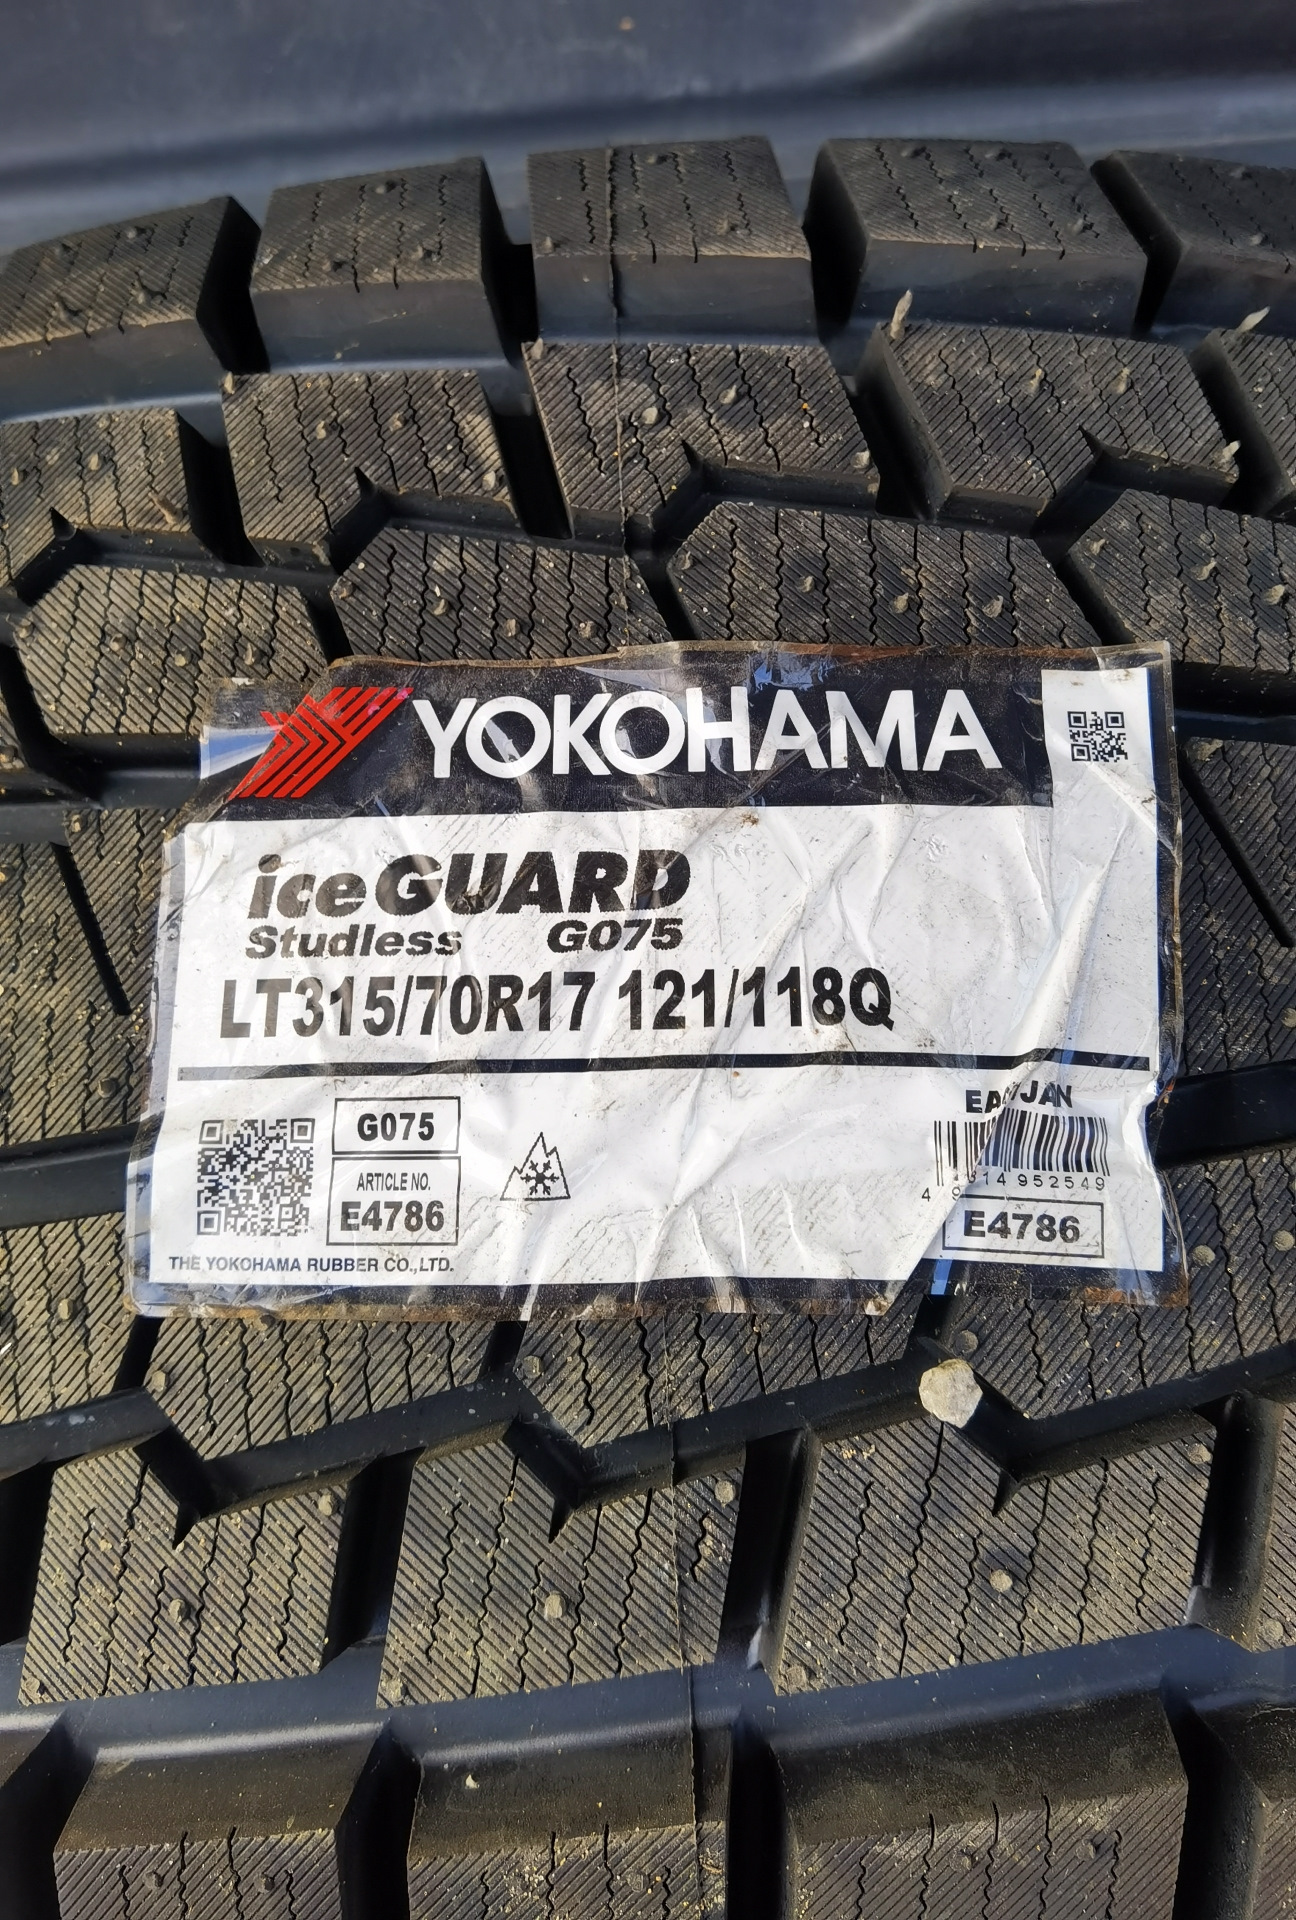 YOKOHAMA
iceGUARD
Studless G075
LT315/70R17 121/118Q
G075
ARTICLE NO.
E4786
THE YOKOHAMA RUBBER CO.,LTD.
E4786